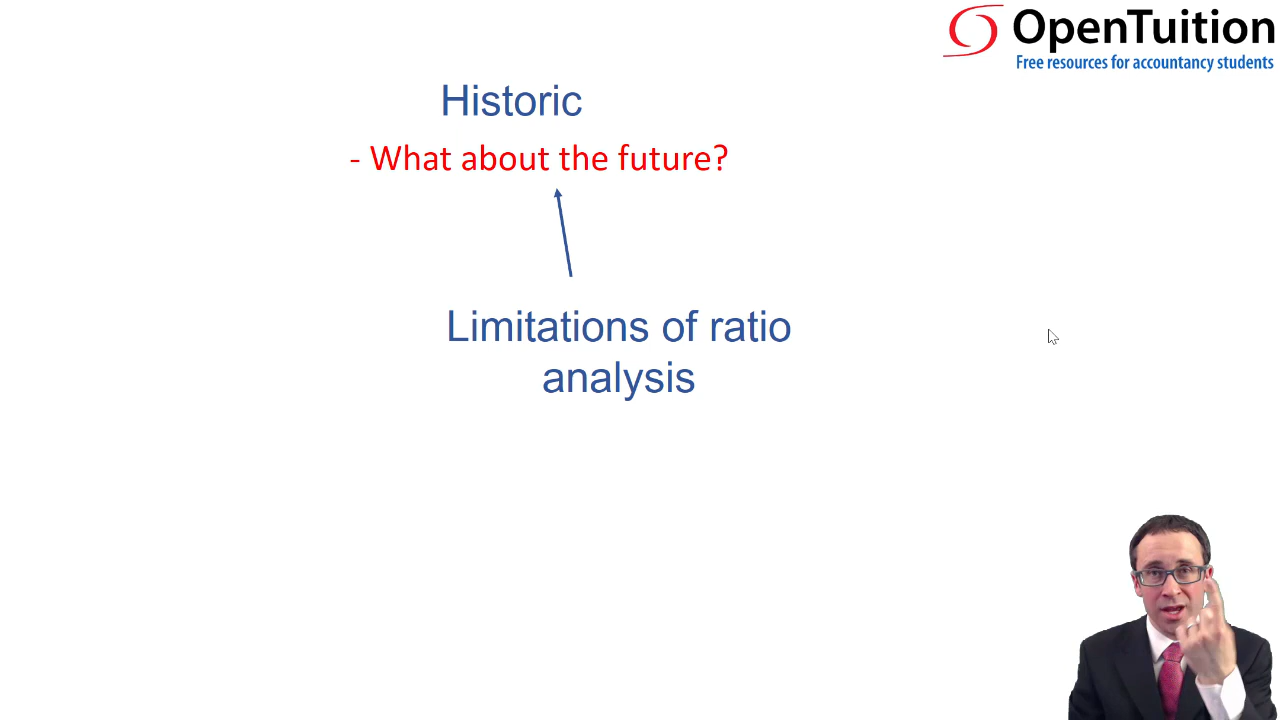 OpenTuition
Free resources for accountancy students
Historic
- What about the future?
Limitations of ratio
analysis